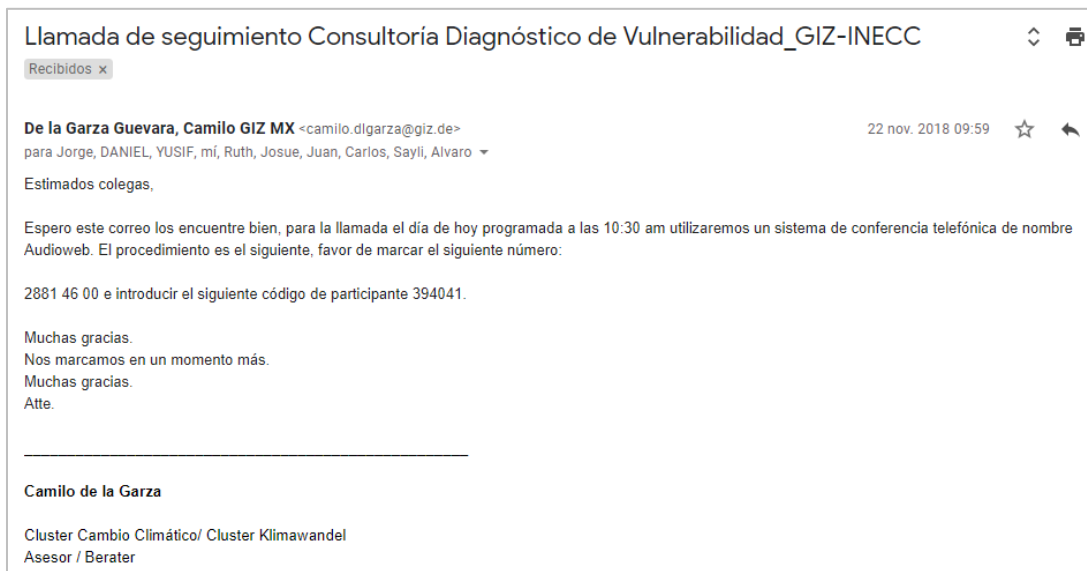 Llamada de seguimiento Consultoría Diagnóstico de Vulnerabilidad_GIZ-INECC
Recibidos x
De la Garza Guevara, Camilo GIZ MX <camilo.dlgarza@giz.de>
22 nov. 2018 09:59
para Jorge, DANIEL, YUSIF, mí, Ruth, Josue, Juan, Carlos, Sayli, Alvaro
Estimados colegas,
Espero este correo los encuentre bien, para la llamada el día de hoy programada a las 10:30 am utilizaremos un sistema de conferencia telefónica de nombre
Audioweb. El procedimiento es el siguiente, favor de marcar el siguiente número:
2881 46 00 e introducir el siguiente código de participante 394041.
Muchas gracias.
Nos marcamos en un momento más.
Muchas gracias.
Atte.
Camilo de la Garza
Cluster Cambio Climático/ Cluster Klimawandel
Asesor / Berater